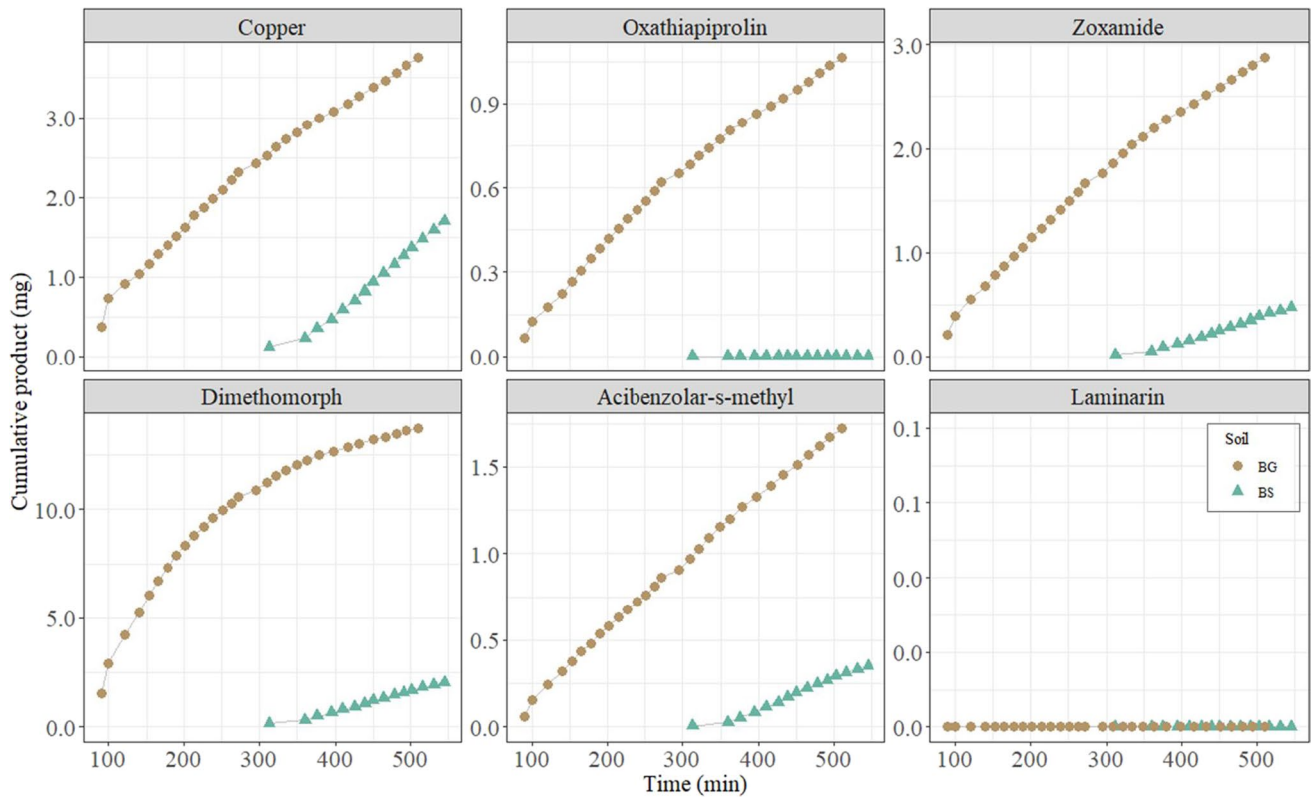 Copper
Oxathiapiprolin
Zoxamide
3.0
2.0
1.0
0.0
0.9
0.6
0.3
0.0
3.0
2.0
1.0
0.0
Dimethomorph
Acibenzolar-s-methyl
Laminarin
10.0
5.0
0.0
1.5
1.0
0.5
0.0
0.1
0.1
0.0
0.0
0.0
Soil
BG
BS
100 200 300 400 500
100 200 300 400 500
100 200 300 400 500
Time (min)
Cumulative product (mg)